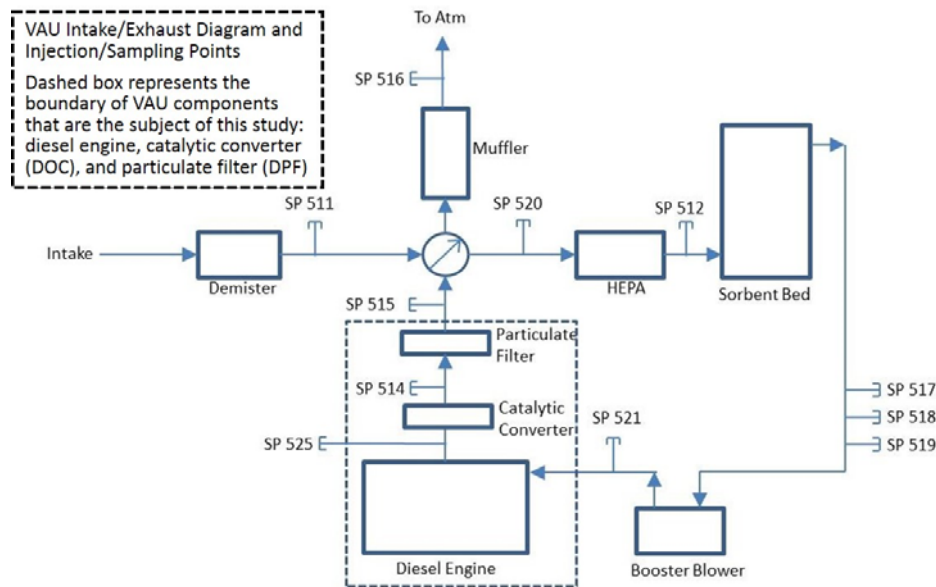 VAU Intake/Exhaust Diagram and
Injection/Sampling Points
Dashed box represents the
boundary of VAU components
that are the subject of this study:
diesel engine, catalytic converter
(DOC), and particulate filter (DPF)
To Atm
SP 516
Muffler
SP 511
SP 520
SP 512
Intake
Demister
HEPA
Sorbent Bed
SP 515
Particulate
Filter
SP 514
Catalytic
Converter
SP 525
SP 521
SP 517
SP 518
SP 519
Diesel Engine
Booster Blower